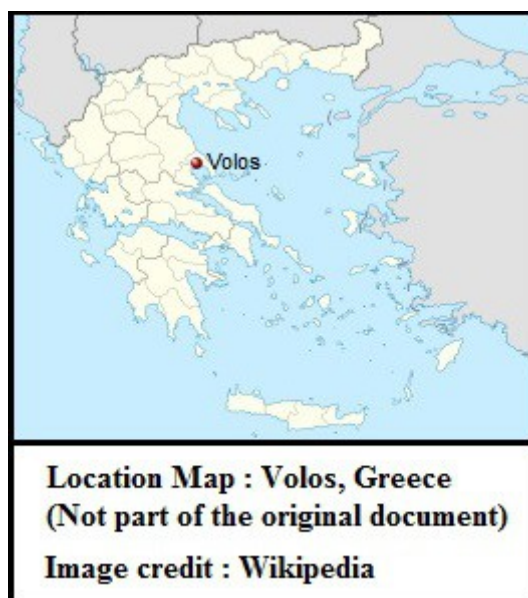 Volos
Location Map : Volos, Greece
(Not part of the original document)
Image credit : Wikipedia